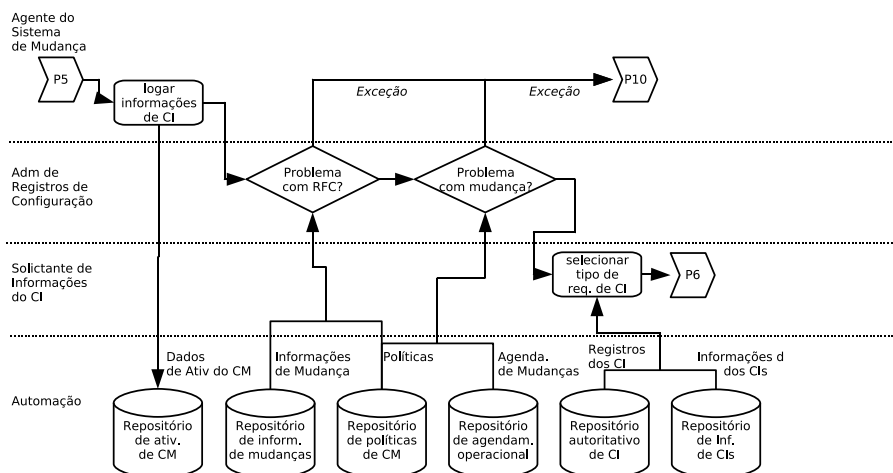 Agente do
Sistema
de Mudança
P5
logar
informações
de CI
Exceção
Exceção
P10
Adm de
Registros de
Configuração
Problema
com RFC?
Problema
com mudança?
Solictante de
Informações
do CI
selecionar
tipo de
req. de CI
P6
Dados
de Ativ do CM
Informações
de Mudança
Políticas
Agenda.
de Mudanças
Registros
dos CI
Informações d
dos CIs
Automação
Repositório
de ativ.
de CM
Repositório
de inform.
de mudanças
Repositório
de políticas
de CM
Repositório
de agendam.
operacional
Repositório
autoritativo
de CI
Repositório
de Inf.
de CIs